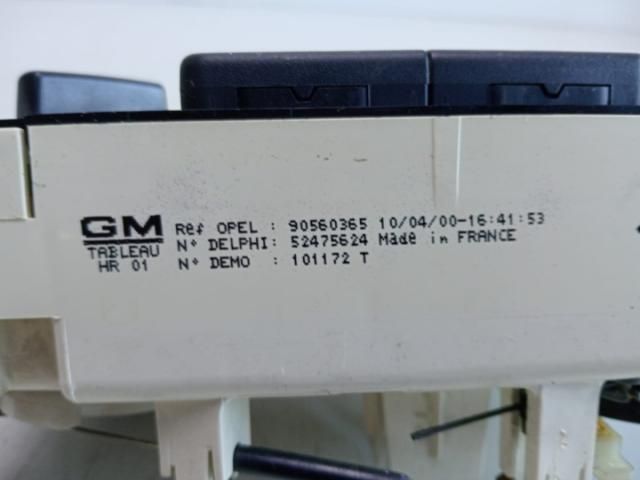 GM
TABLEAU
HR 01
Ref OPEL : 90560365 10/04/00-16:41:53
N° DELPHI: 52475624 Made in FRANCE
N° DEMO : 101172 T